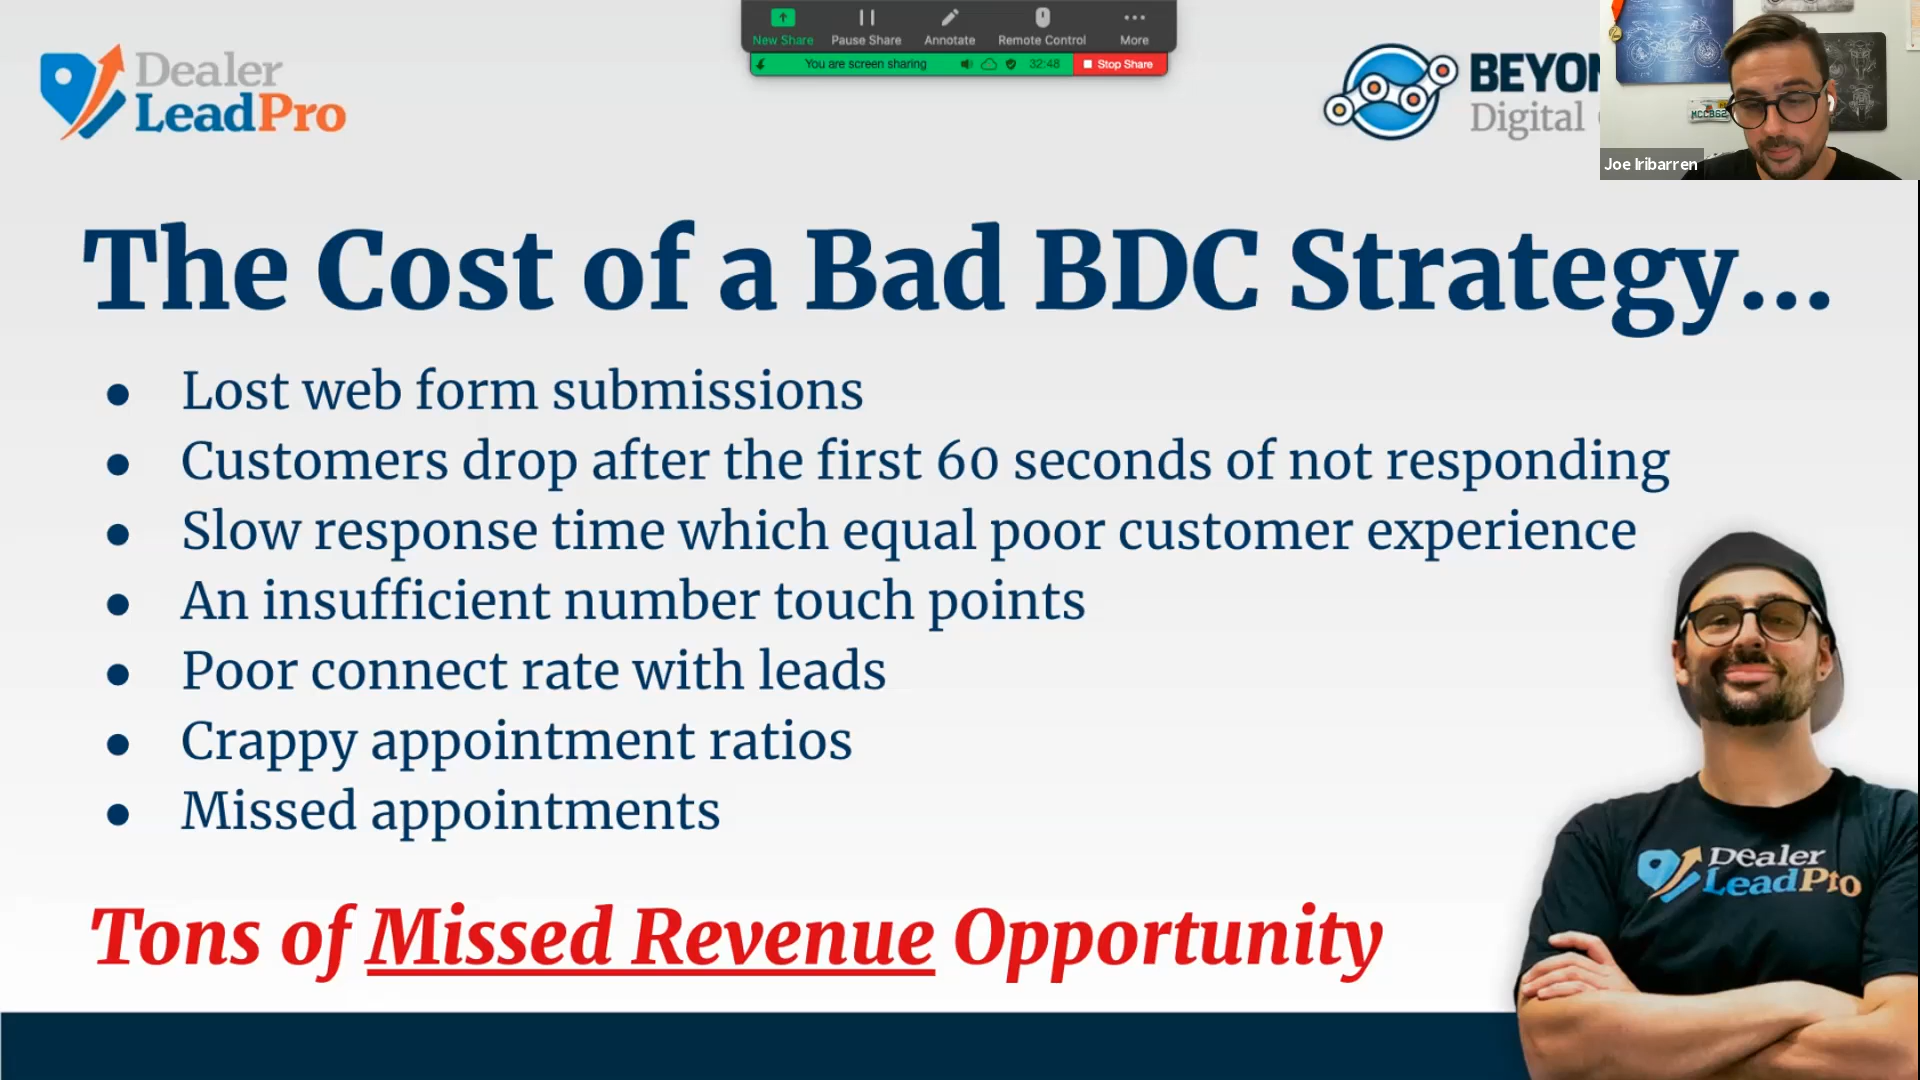 New Share
Pause Share
Annotate
Remote Control
More
You are screen sharing
32:48
Stop Share
Dealer
LeadPro
BEYON
Digital
MCC862
Joe Iribarren
The Cost of a Bad BDC Strategy...
● Lost web form submissions
● Customers drop after the first 60 seconds of not responding
● Slow response time which equal poor customer experience
● An insufficient number touch points
● Poor connect rate with leads
● Crappy appointment ratios
● Missed appointments
Tons of Missed Revenue Opportunity
Dealer
LeadPro